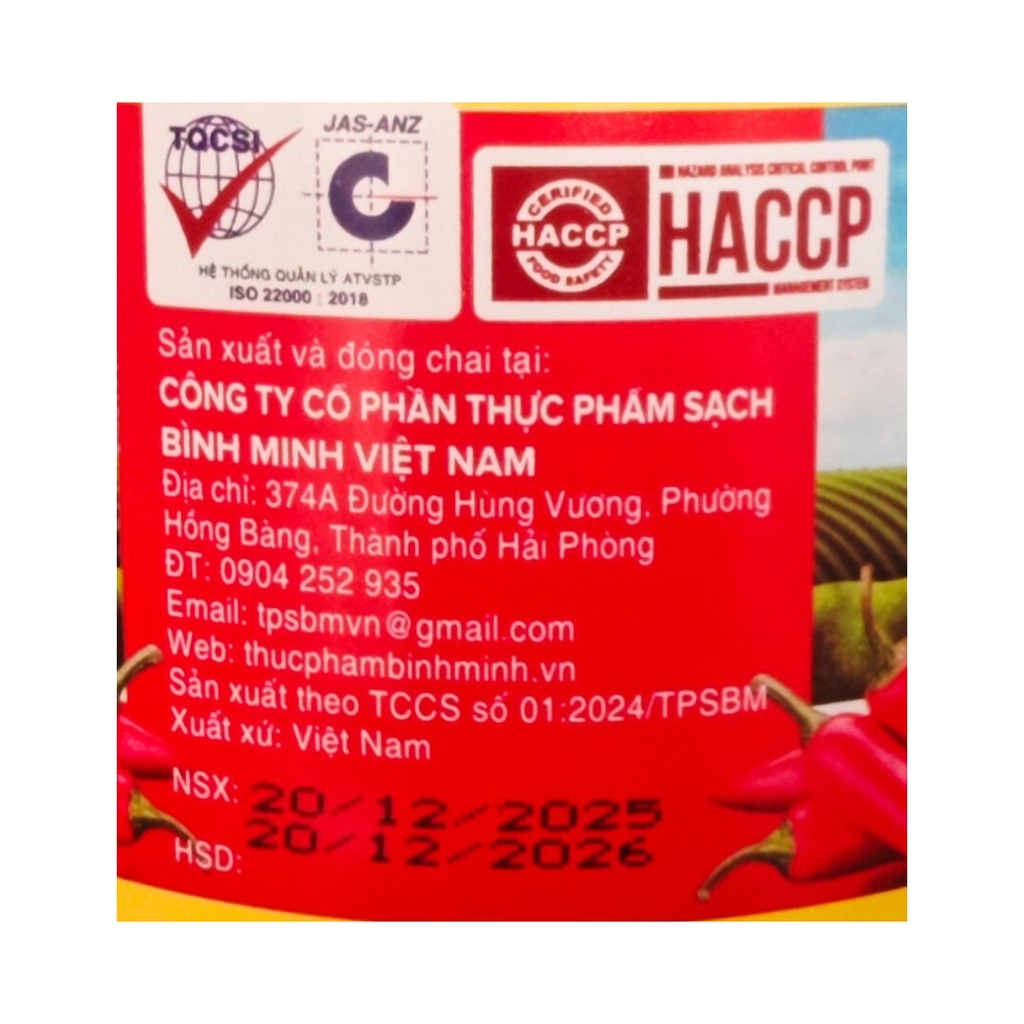 TQCSI
JAS-ANZ
HỆ THỐNG QUẢN LÝ ATVSTP
ISO 22000 : 2018
CERTIFIED
HACCP
FOOD SAFETY
HAZARD ANALYSIS CRITICAL CONTROL POINT
HACCP
MANAGEMENT SYSTEM
Sản xuất và đóng chai tại:
CÔNG TY CỔ PHẦN THỰC PHẨM SẠCH
BÌNH MINH VIỆT NAM
Địa chỉ: 374A Đường Hùng Vương, Phường
Hồng Bàng, Thành phố Hải Phòng
ĐT: 0904 252 935
Email: tpsbmvn@gmail.com
Web: thucphambinhminh.vn
Sản xuất theo TCCS số 01:2024/TPSBM
Xuất xứ: Việt Nam
NSX: 20/12/2025
HSD: 20/12/2026